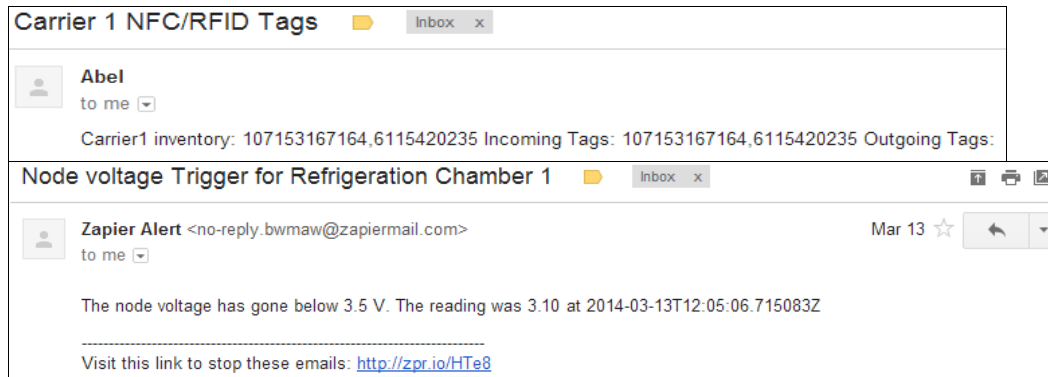 Carrier 1 NFC/RFID Tags Inbox x
Abel
to me
Carrier1 inventory: 107153167164,6115420235 Incoming Tags: 107153167164,6115420235 Outgoing Tags:
Node voltage Trigger for Refrigeration Chamber 1 Inbox x
Zapier Alert <no-reply.bwmaw@zapiermail.com> Mar 13
to me
The node voltage has gone below 3.5 V. The reading was 3.10 at 2014-03-13T12:05:06.715083Z
--------------------------------------------------------------------------------
Visit this link to stop these emails: http://zpr.io/HTe8